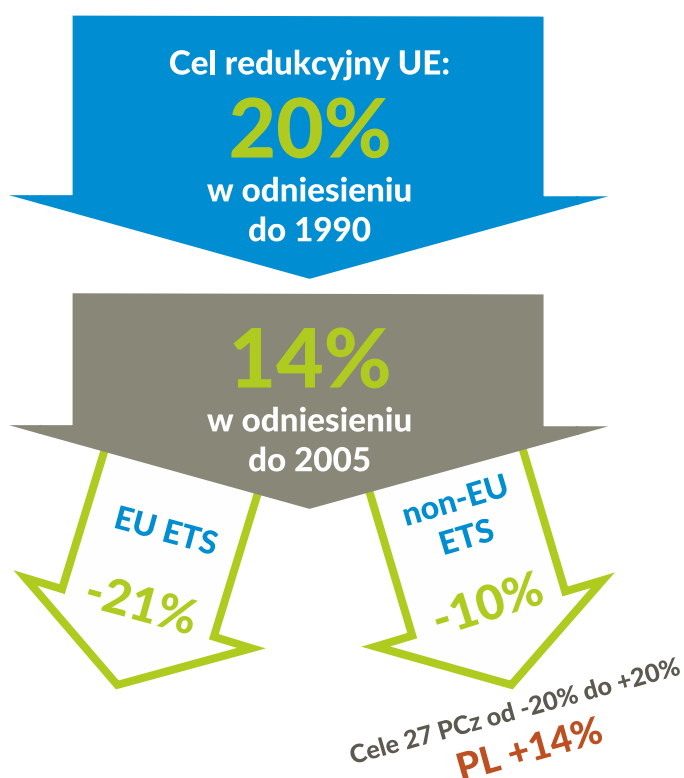 Cel redukcyjny UE:
20%
w odniesieniu
do 1990
14%
w odniesieniu
do 2005
EU ETS
-21%
non-EU
ETS
-10%
Cele 27 PCz od -20% do +20%
PL +14%